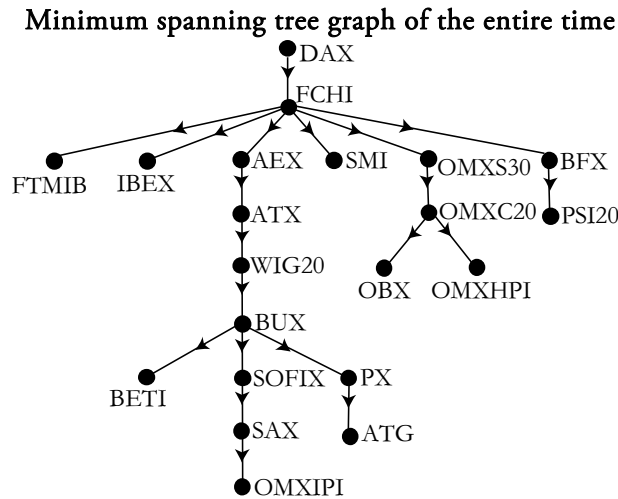 Minimum spanning tree graph of the entire time
DAX
FCHI
FTMIB
IBEX
AEX
SMI
OMXS30
BFX
ATX
OMXC20
PSI20
WIG20
OBX
OMXHPI
BUX
BETI
SOFIX
PX
SAX
ATG
OMXIPI